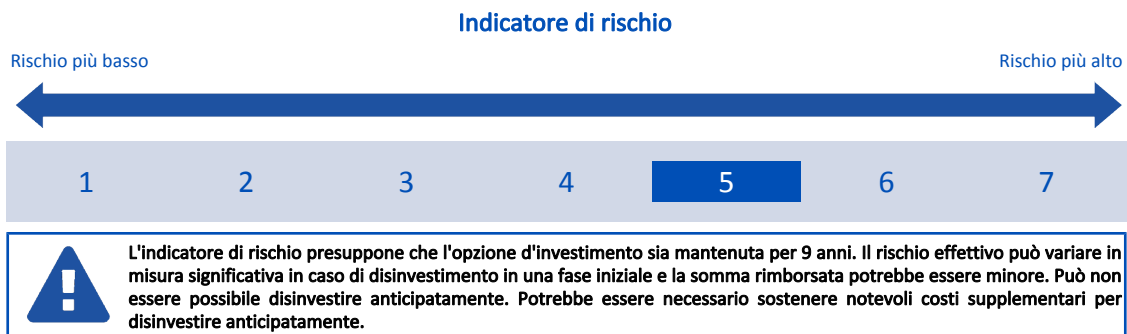 Indicatore di rischio
Rischio più basso Rischio più alto
1 2 3 4 5 6 7
L'indicatore di rischio presuppone che l'opzione d'investimento sia mantenuta per 9 anni. Il rischio effettivo può variare in
misura significativa in caso di disinvestimento in una fase iniziale e la somma rimborsata potrebbe essere minore. Può non
essere possibile disinvestire anticipatamente. Potrebbe essere necessario sostenere notevoli costi supplementari per
disinvestire anticipatamente.